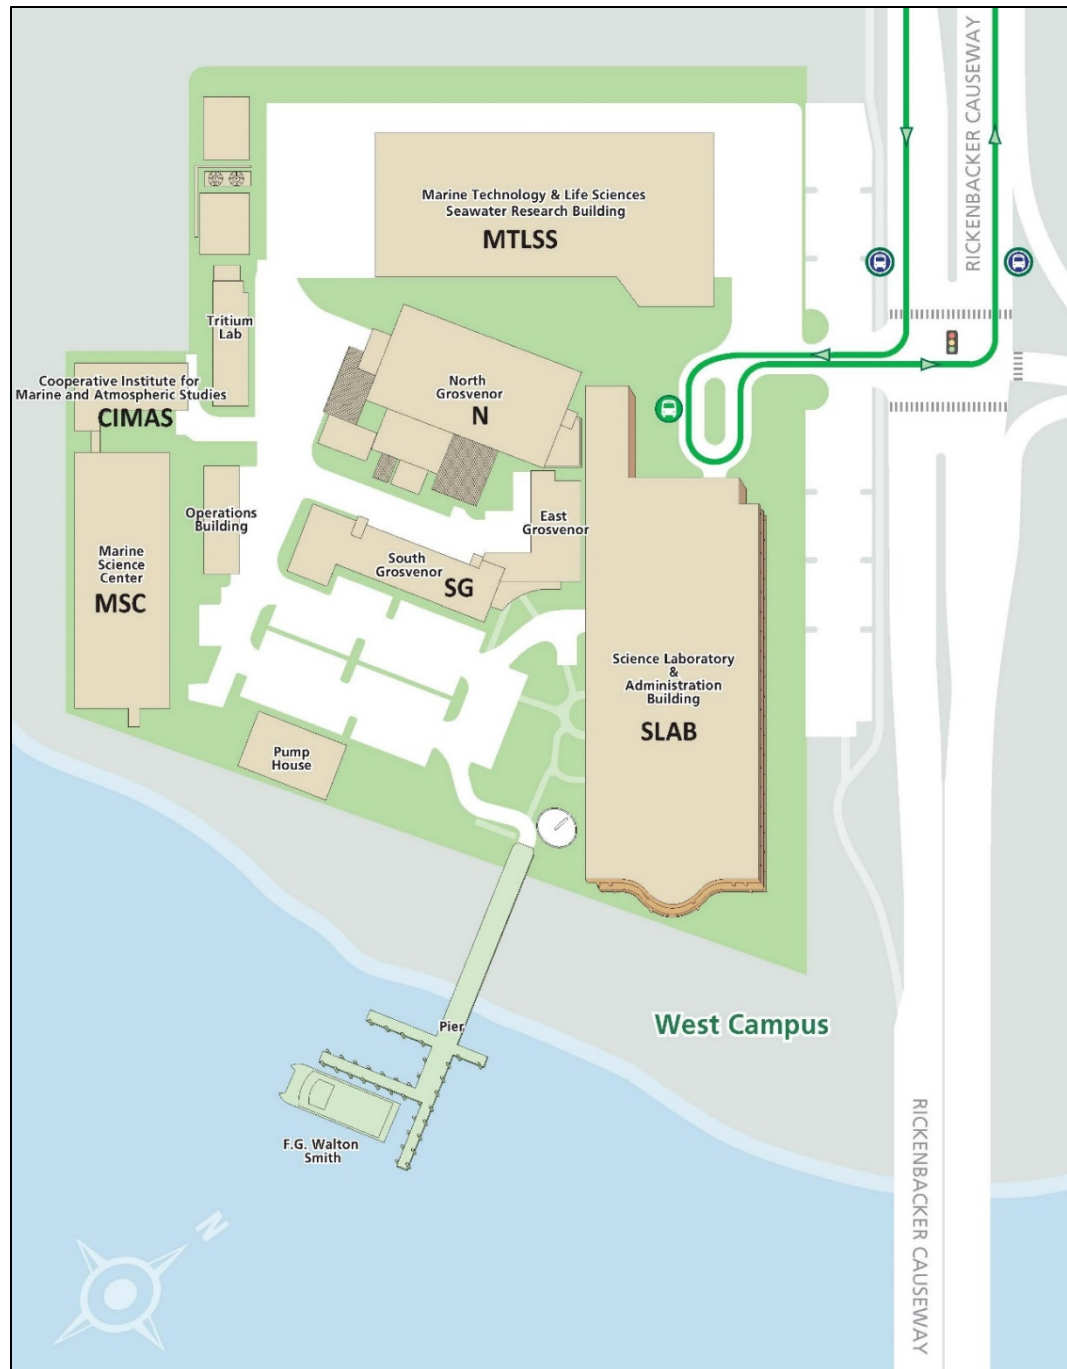 RICKENBACKER CAUSEWAY
Marine Technology & Life Sciences
Seawater Research Building
MTLSS
Tritium
Lab
Cooperative Institute for
Marine and Atmospheric Studies
CIMAS
North
Grosvenor
N
Operations
Building
East
Grosvenor
Marine
Science
Center
MSC
South
Grosvenor
SG
Science Laboratory
&
Administration
Building
SLAB
Pump
House
West Campus
Pier
F.G. Walton
Smith
RICKENBACKER CAUSEWAY
N